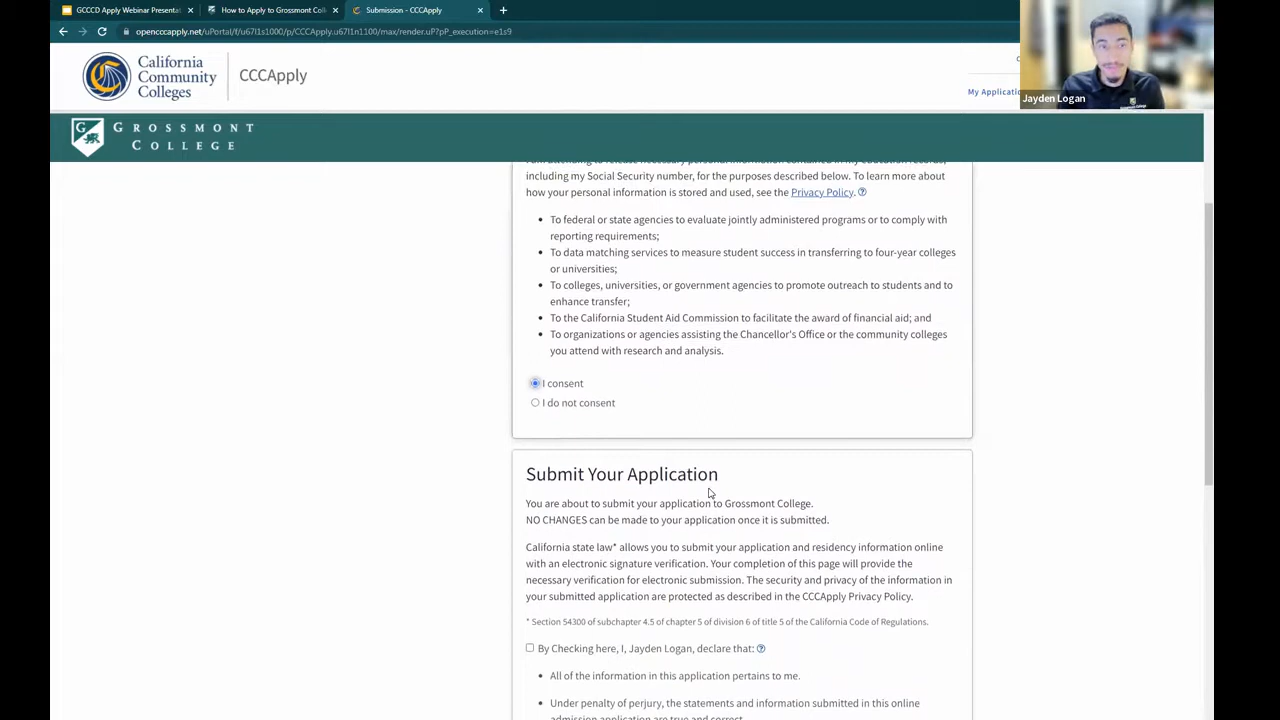 GCCCD Apply Webinar Presentat
How to Apply to Grossmont Coll
Submission - CCCApply
opencccapply.net/uPortal/f/u67l1s1000/p/CCCApply.u67l1n1100/max/render.uP?pP_execution=e1s9
California
Community
Colleges
CCCApply
My Applicatio
Jayden Logan
GROSSMONT
COLLEGE
I am attending to release necessary personal information contained in my education records,
including my Social Security number, for the purposes described below. To learn more about
how your personal information is stored and used, see the Privacy Policy.
• To federal or state agencies to evaluate jointly administered programs or to comply with
reporting requirements;
• To data matching services to measure student success in transferring to four-year colleges
or universities;
• To colleges, universities, or government agencies to promote outreach to students and to
enhance transfer;
• To the California Student Aid Commission to facilitate the award of financial aid; and
• To organizations or agencies assisting the Chancellor's Office or the community colleges
you attend with research and analysis.
I consent
I do not consent
Submit Your Application
You are about to submit your application to Grossmont College.
NO CHANGES can be made to your application once it is submitted.
California state law* allows you to submit your application and residency information online
with an electronic signature verification. Your completion of this page will provide the
necessary verification for electronic submission. The security and privacy of the information in
your submitted application are protected as described in the CCCApply Privacy Policy.
* Section 54300 of subchapter 4.5 of chapter 5 of division 6 of title 5 of the California Code of Regulations.
By Checking here, I, Jayden Logan, declare that:
• All of the information in this application pertains to me.
• Under penalty of perjury, the statements and information submitted in this online
admission application are true and correct.